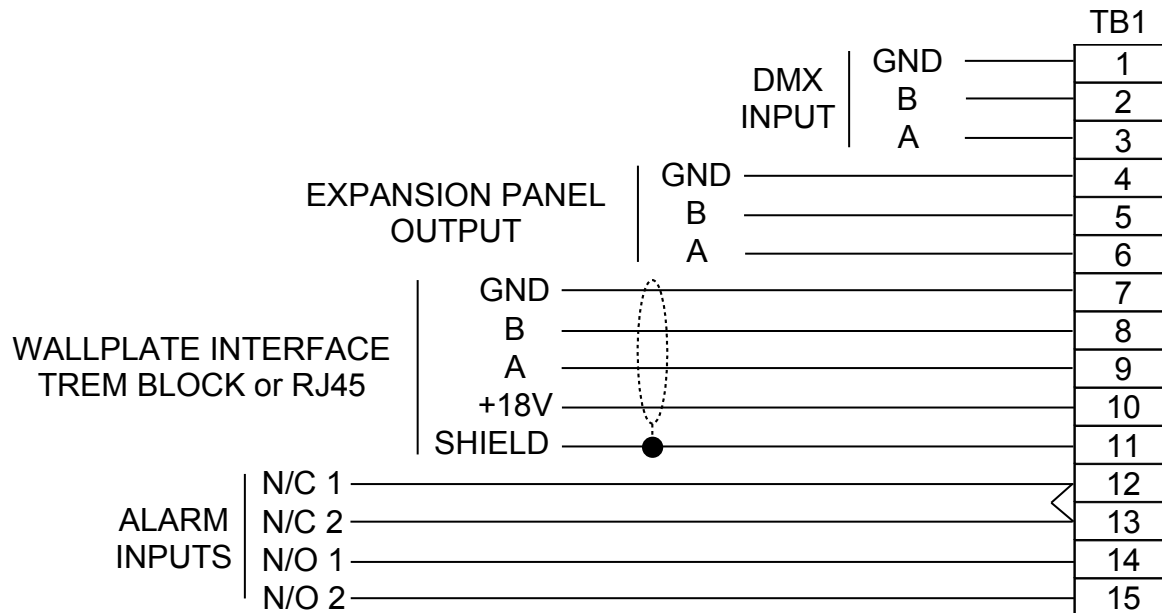 TB1
DMX
INPUT
GND 1
B 2
A 3
EXPANSION PANEL
OUTPUT
GND 4
B 5
A 6
WALLPLATE INTERFACE
TREM BLOCK or RJ45
GND 7
B 8
A 9
+18V 10
SHIELD 11
ALARM
INPUTS
N/C 1 12
N/C 2 13
N/O 1 14
N/O 2 15